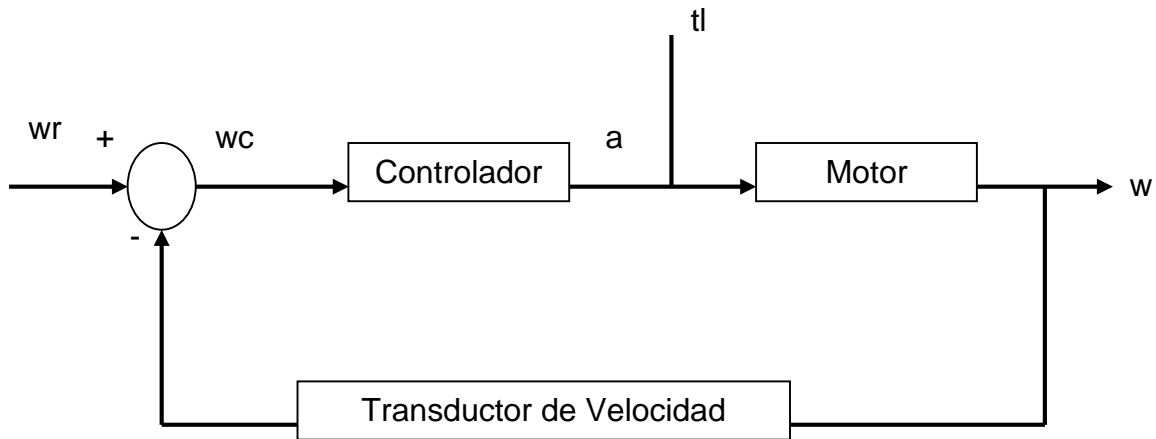 tl
wr
+
wc
Controlador
a
Motor
w
-
Transductor de Velocidad